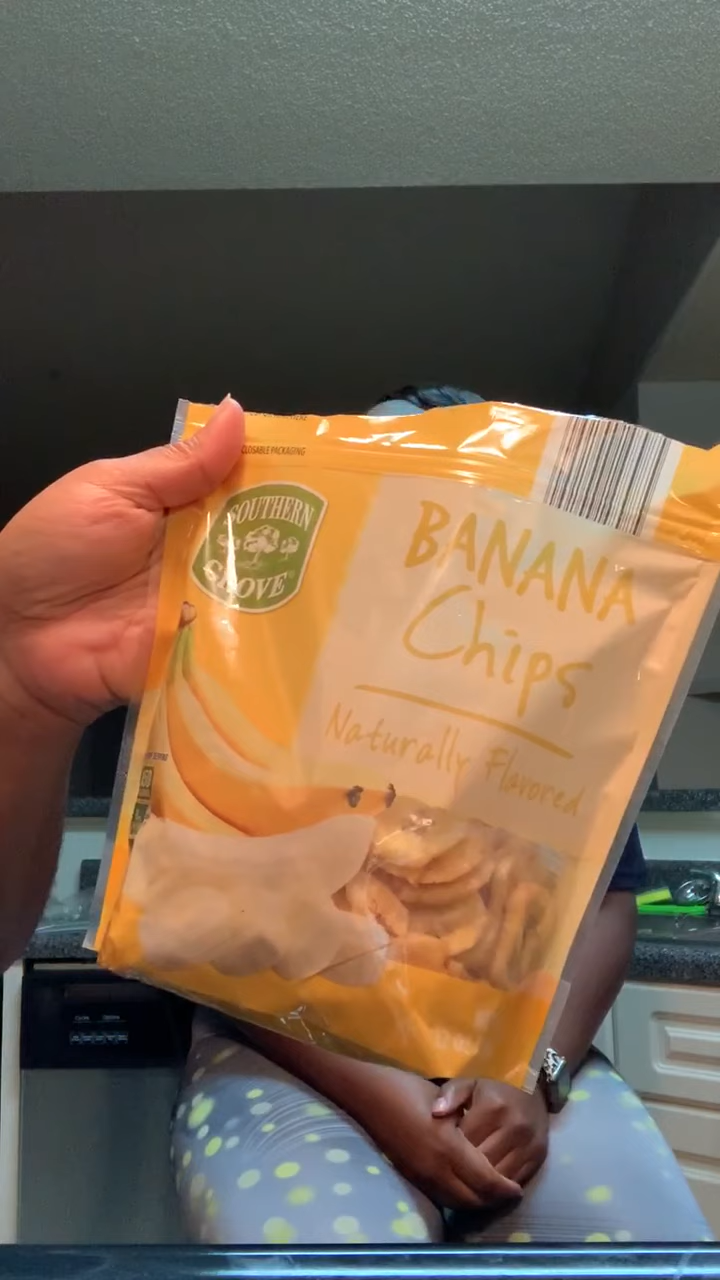 CLOSABLE PACKAGING
SOUTHERN
GROVE
BANANA
Chips
Naturally Flavored